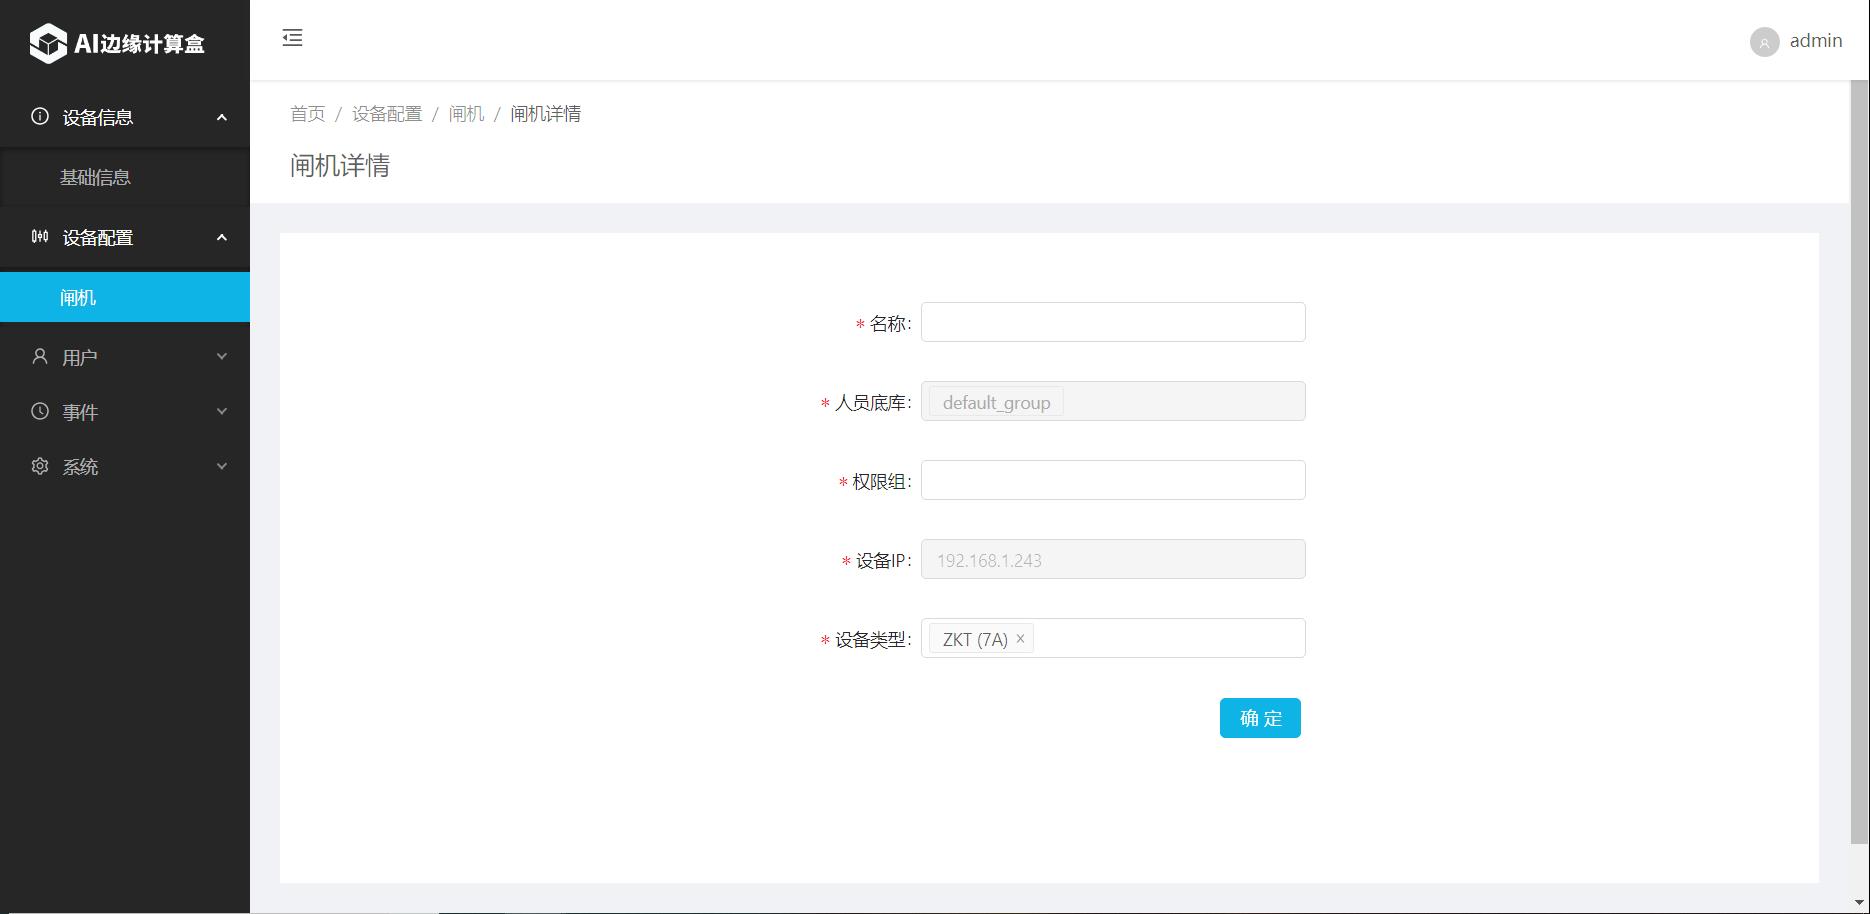 AI边缘计算盒
admin
设备信息
基础信息
设备配置
闸机
用户
事件
系统
首页 / 设备配置 / 闸机 / 闸机详情
闸机详情
* 名称:
* 人员底库: default_group
* 权限组:
* 设备IP: 192.168.1.243
* 设备类型: ZKT (7A) ×
确 定